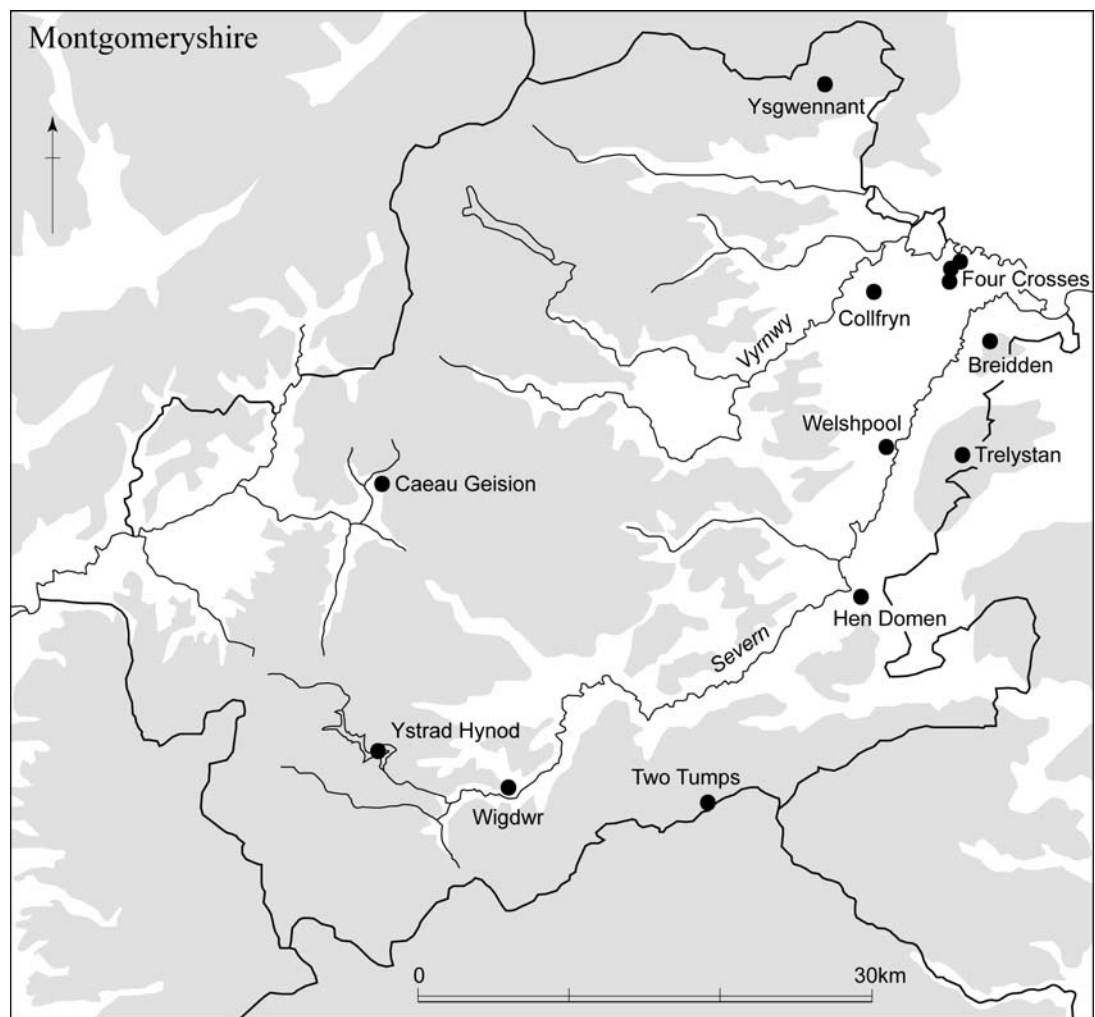 Montgomeryshire
Ysgwennant
Four Crosses
Collfryn
Vyrnwy
Breidden
Welshpool
Trelystan
Caeau Geision
Hen Domen
Severn
Ystrad Hynod
Two Tumps
Wigdwr
0
30km